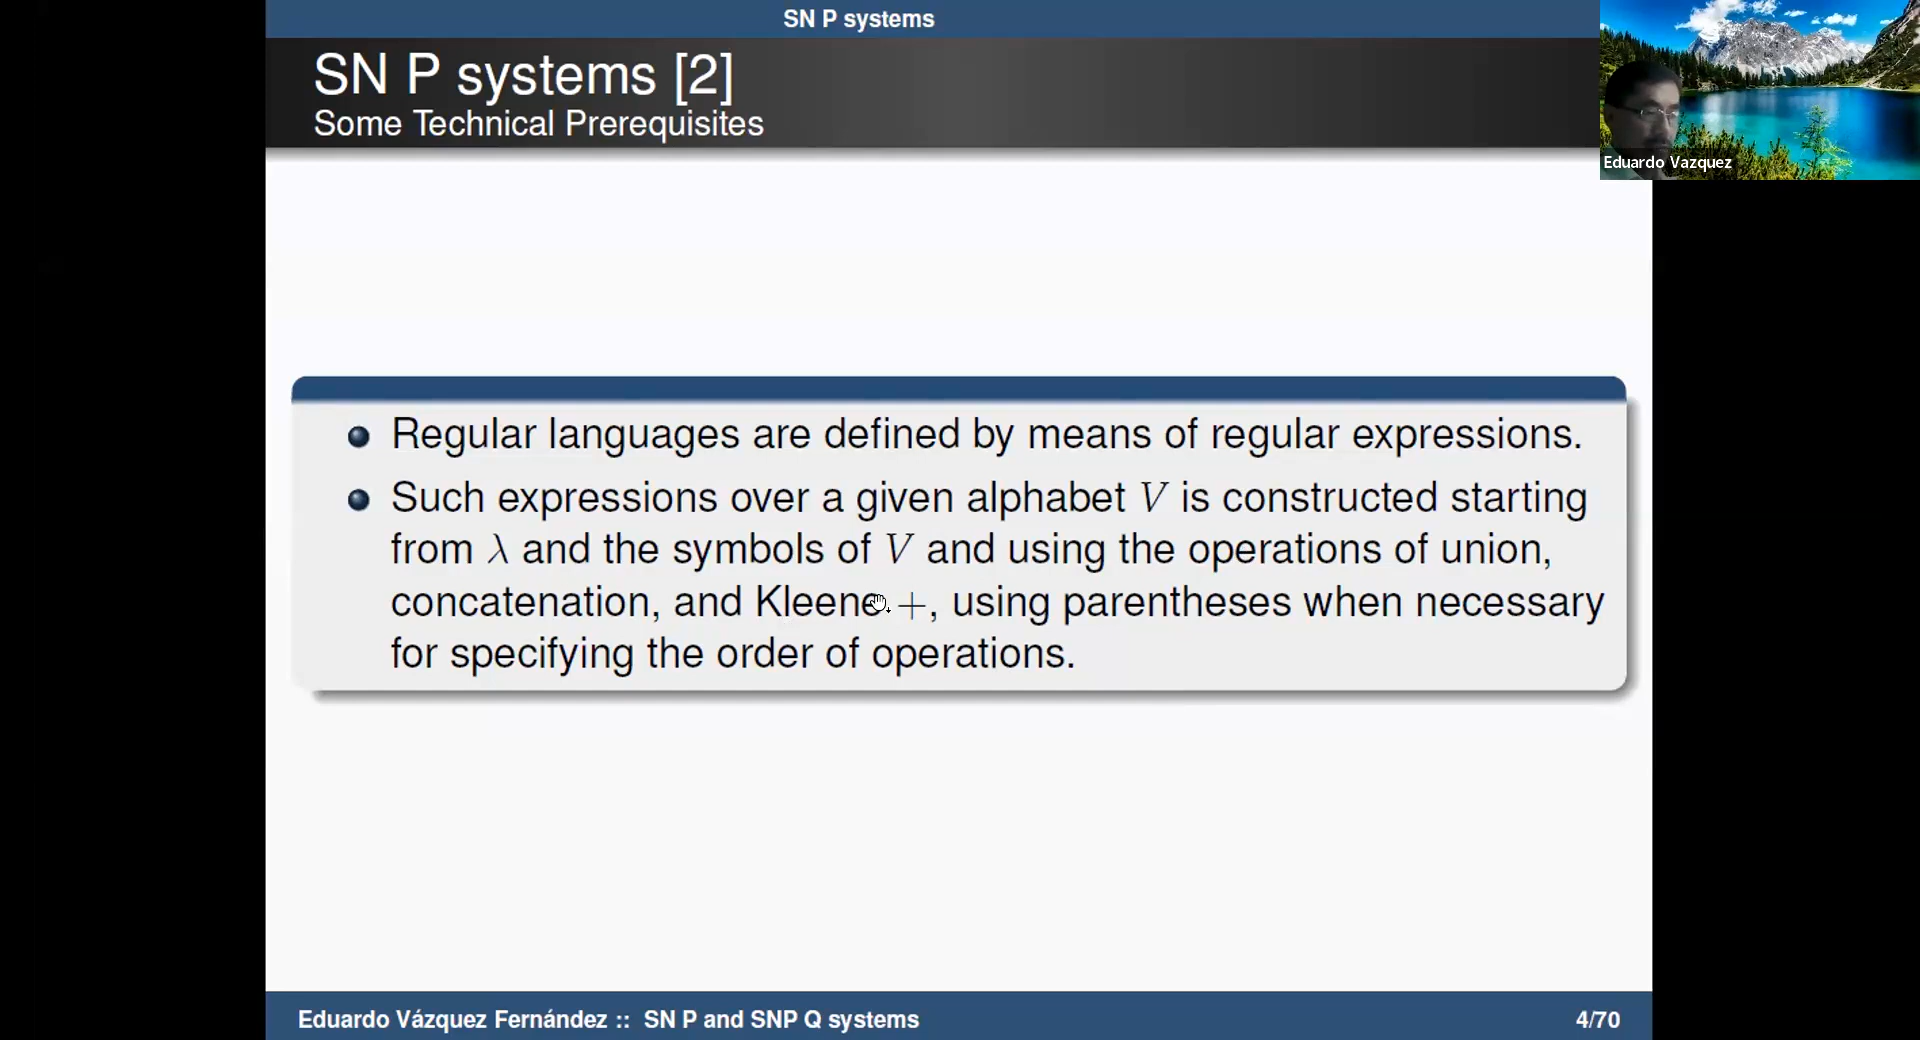 SN P systems
SN P systems [2]
Some Technical Prerequisites
Eduardo Vazquez
Regular languages are defined by means of regular expressions.
Such expressions over a given alphabet V is constructed starting
from λ and the symbols of V and using the operations of union,
concatenation, and Kleene +, using parentheses when necessary
for specifying the order of operations.
Eduardo Vázquez Fernández :: SN P and SNP Q systems
4/70